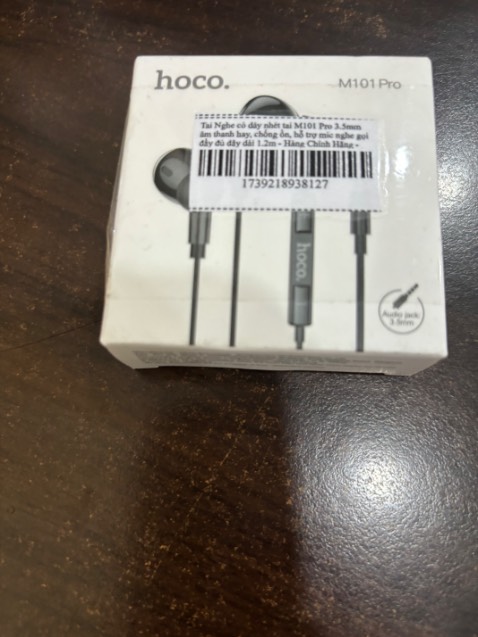 hoco.
M101 Pro
Tai Nghe có dây nhét tai M101 Pro 3.5mm
âm thanh hay, chống ồn, hỗ trợ mic nghe gọi
đầy đủ dây dài 1.2m - Hàng Chính Hãng -
1739218938127
hoco.
Audio jack
3.5mm